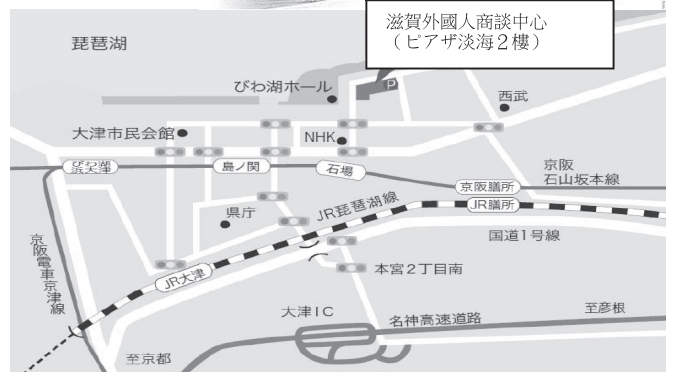 滋賀外國人商談中心
(ピアザ淡海2樓)
琵琶湖
びわ湖ホール
P
西武
大津市民会館
NHK
びわ湖
浜大津
島ノ関
石場
京阪
石山坂本線
京阪膳所
JR膳所
県庁
JR琵琶湖線
国道1号線
京阪電車京津線
JR大津
本宮2丁目南
大津IC
名神高速道路
至彦根
至京都